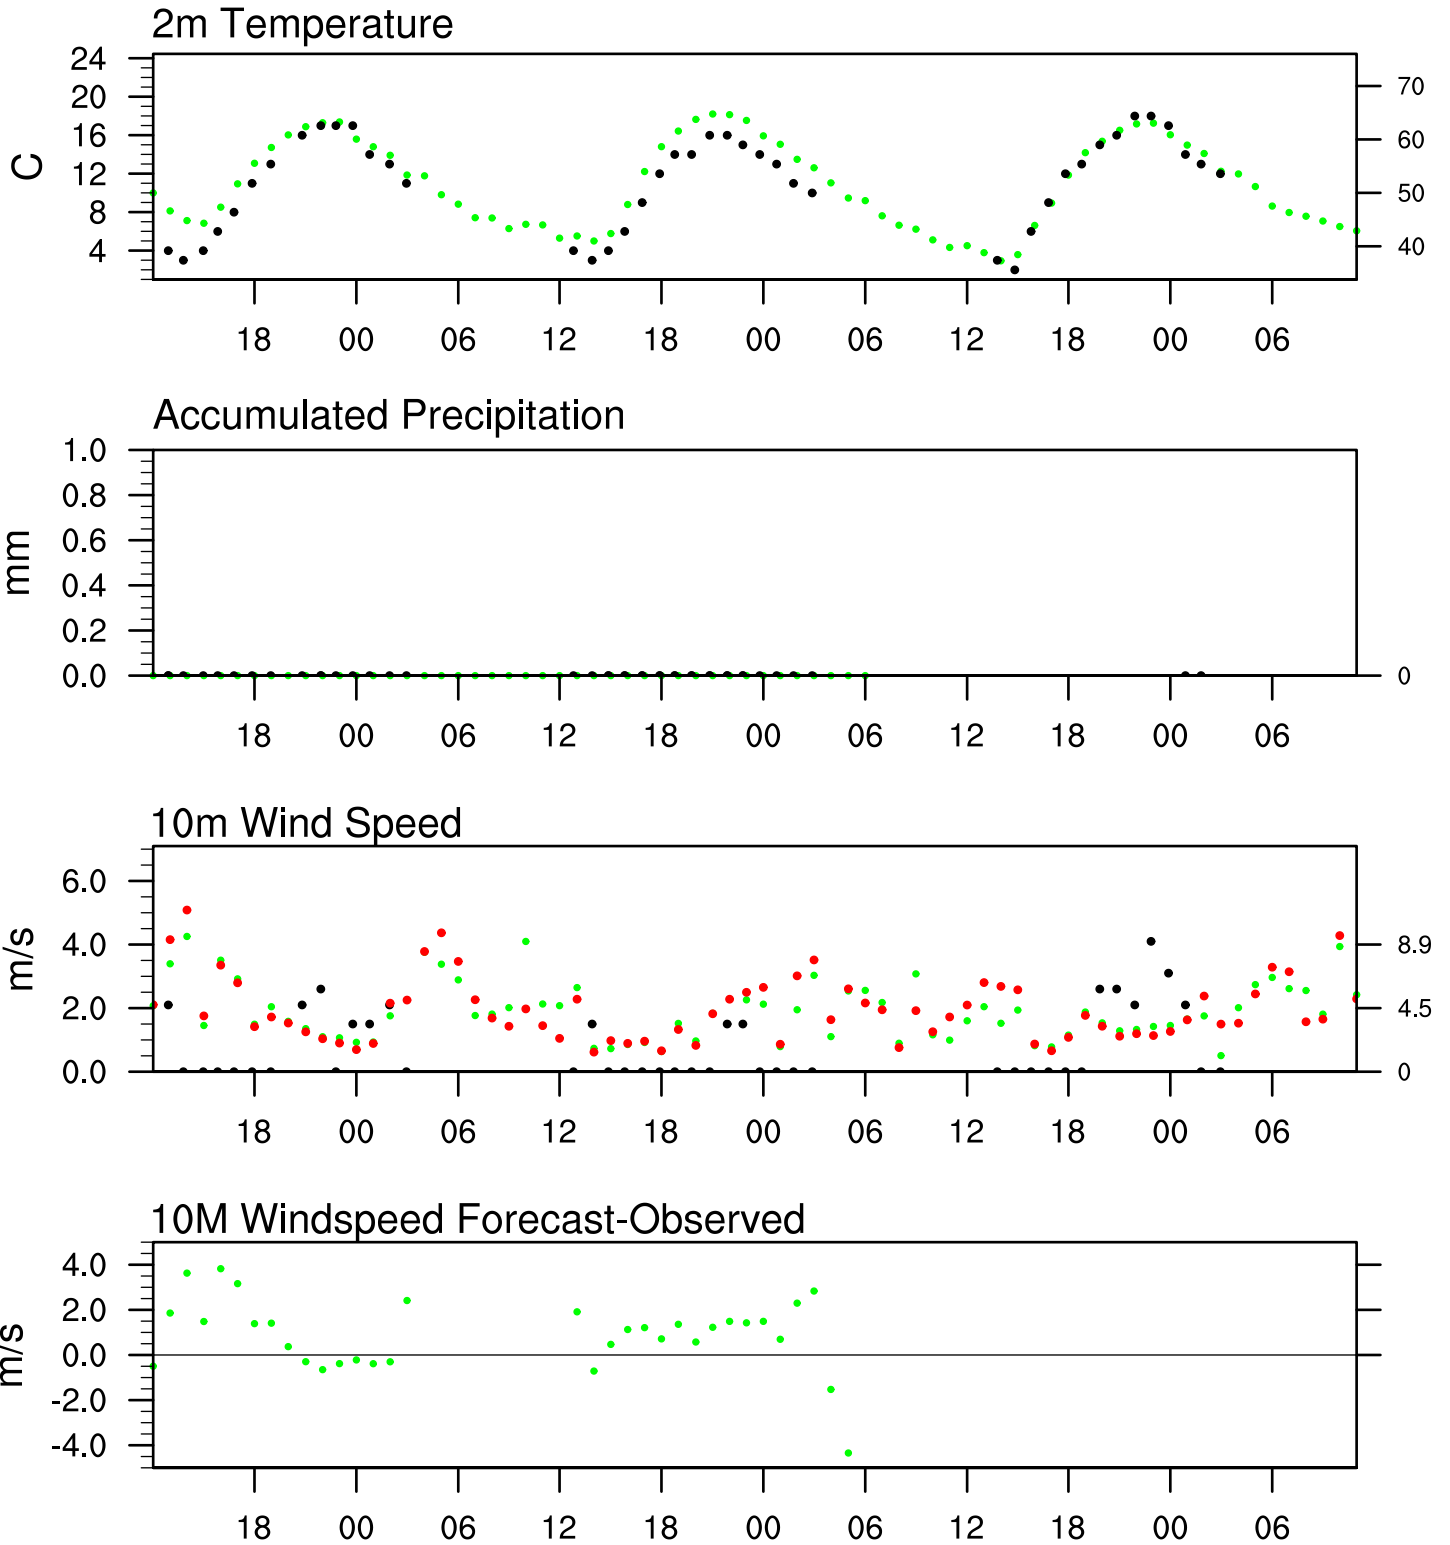 2m Temperature
24
20
16
12
8
4
C
70
60
50
40
18 00 06 12 18 00 06 12 18 00 06
Accumulated Precipitation
1.0
0.8
0.6
0.4
0.2
0.0
mm
0
18 00 06 12 18 00 06 12 18 00 06
10m Wind Speed
6.0
4.0
2.0
0.0
m/s
8.9
4.5
0
18 00 06 12 18 00 06 12 18 00 06
10M Windspeed Forecast-Observed
4.0
2.0
0.0
-2.0
-4.0
m/s
18 00 06 12 18 00 06 12 18 00 06